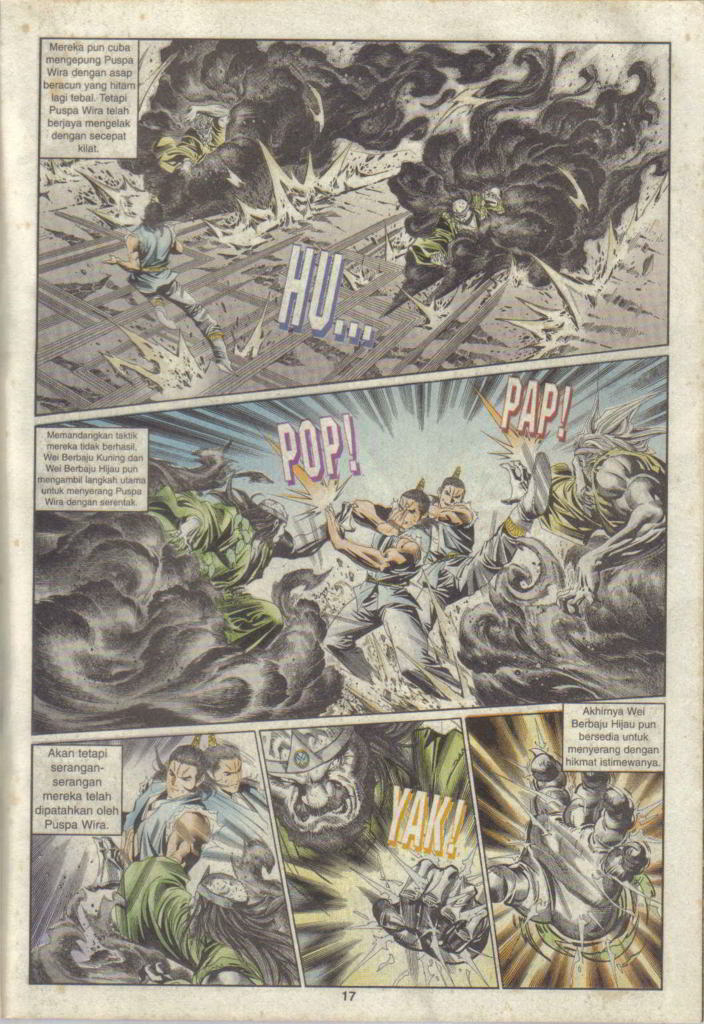 Mereka pun cuba
mengepung Puspa
Wira dengan asap
beracun yang hitam
lagi tebal. Tetapi
Puspa Wira telah
berjaya mengelak
dengan secepat
kilat.
HU...
Memandangkan taktik
mereka tidak berhasil,
Wei Berbaju Kuning dan
Wei Berbaju Hijau pun
mengambil langkah utama
untuk menyerang Puspa
Wira dengan serentak.
POP!
PAP!
Akan tetapi
serangan-
serangan
mereka telah
dipatahkan oleh
Puspa Wira.
YAK!
Akhirnya Wei
Berbaju Hijau pun
bersedia untuk
menyerang dengan
hikmat istimewanya.
17